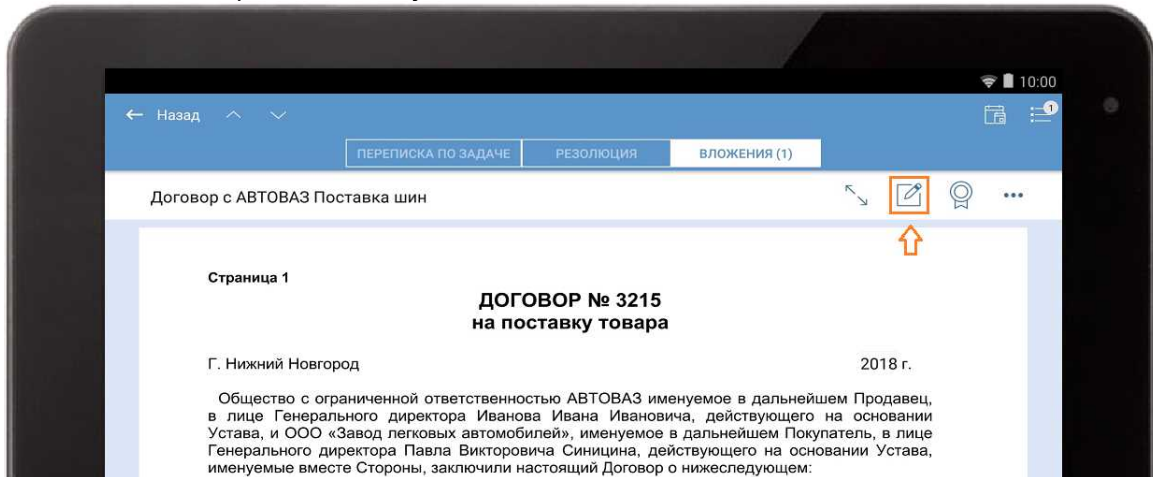 10:00
Назад
1
ПЕРЕПИСКА ПО ЗАДАЧЕ РЕЗОЛЮЦИЯ ВЛОЖЕНИЯ (1)
Договор с АВТОВАЗ Поставка шин
Страница 1
ДОГОВОР № 3215
на поставку товара
Г. Нижний Новгород 2018 г.
Общество с ограниченной ответственностью АВТОВАЗ именуемое в дальнейшем Продавец,
в лице Генерального директора Иванова Ивана Ивановича, действующего на основании
Устава, и ООО «Завод легковых автомобилей», именуемое в дальнейшем Покупатель, в лице
Генерального директора Павла Викторовича Синицина, действующего на основании Устава,
именуемые вместе Стороны, заключили настоящий Договор о нижеследующем: